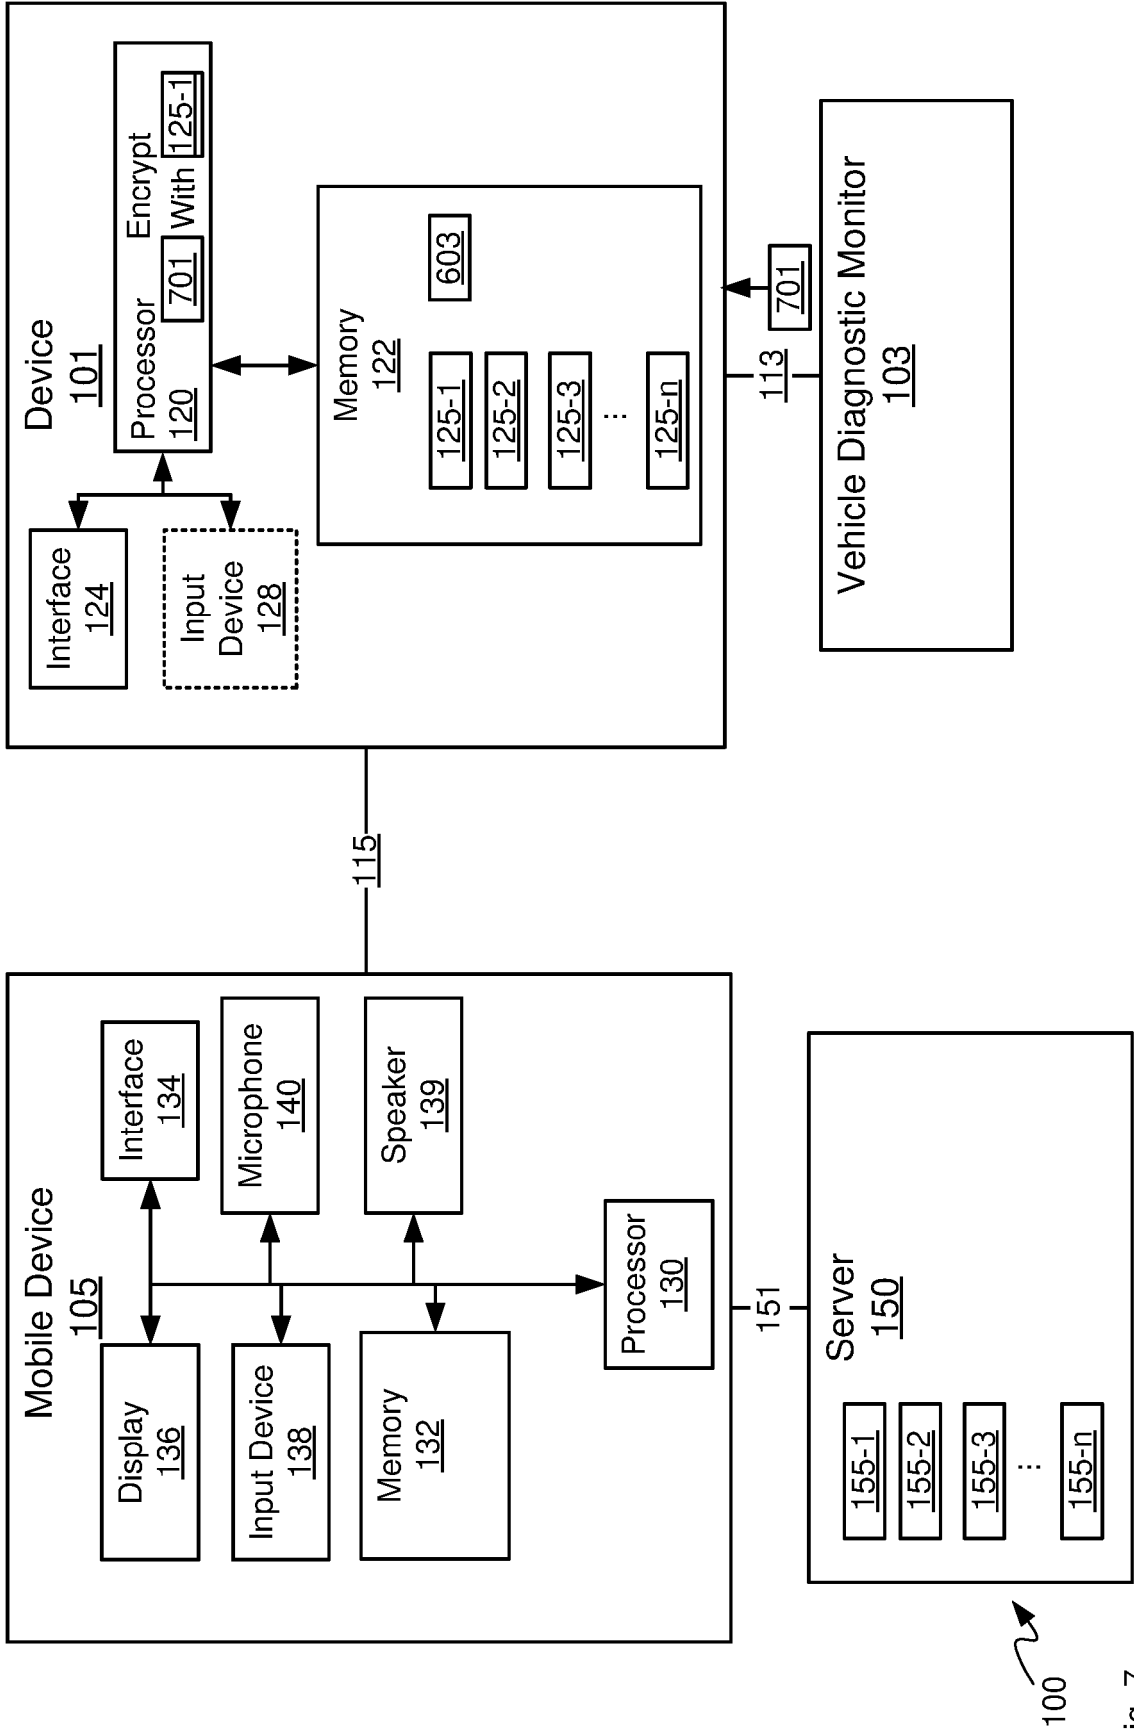 Mobile Device
105
Display
136
Interface
134
Input Device
138
Microphone
140
Memory
132
Speaker
139
Processor
130
115
Device
101
Interface
124
Input
Device
128
Processor
120
Encrypt
701 With 125-1
Memory
122
125-1
125-2
125-3
...
125-n
603
151
Server
150
155-1
155-2
155-3
...
155-n
113
701
Vehicle Diagnostic Monitor
103
100